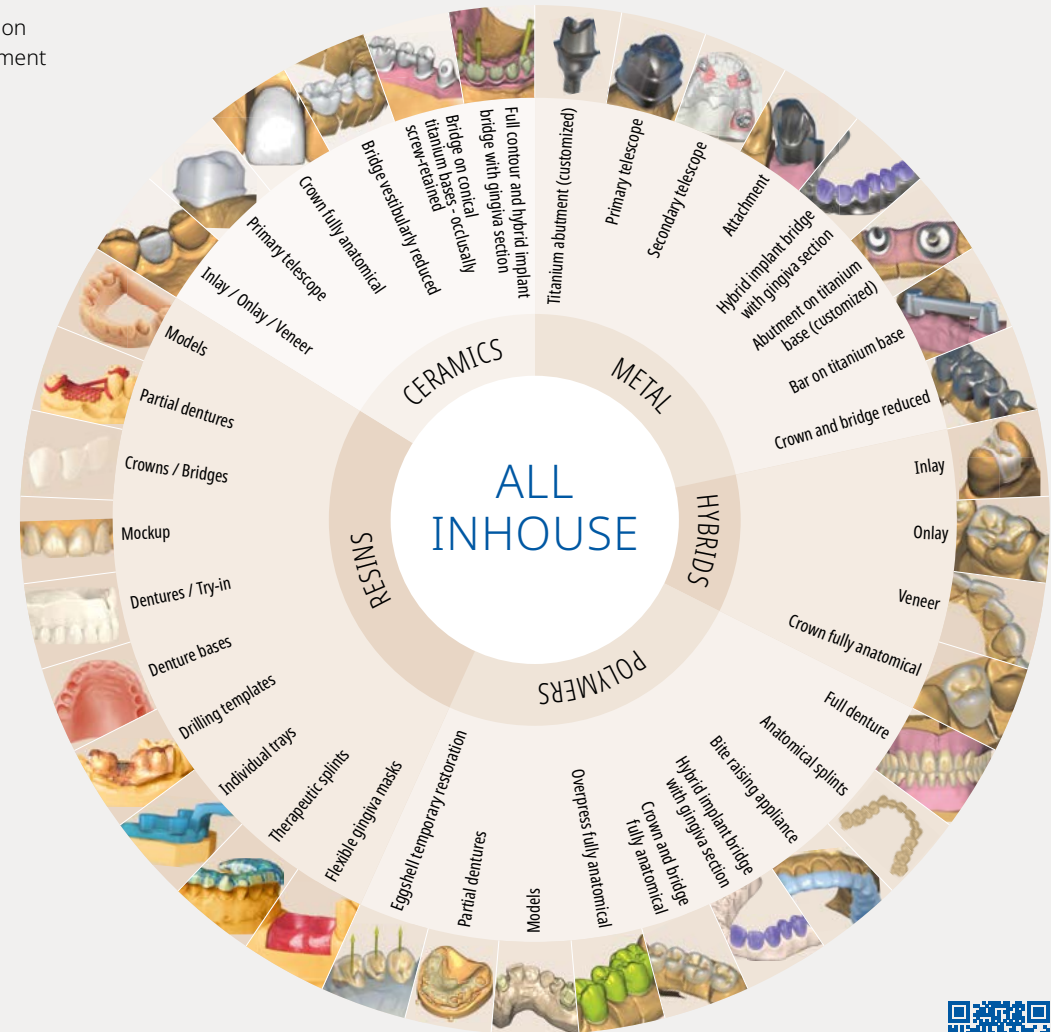 on
ment
ALL
INHOUSE
CERAMICS
METAL
HYBRIDS
POLYMERS
RESINS
Titanium abutment (customized)
Primary telescope
Secondary telescope
Attachment
Hybrid implant bridge
with gingiva section
Abutment on titanium
base (customized)
Bar on titanium base
Crown and bridge reduced
Inlay
Onlay
Veneer
Crown fully anatomical
Full denture
Anatomical splints
Bite raising appliance
Hybrid implant bridge
with gingiva section
Crown and bridge
fully anatomical
Overpress fully anatomical
Models
Partial dentures
Eggshell temporary restoration
Flexible gingiva masks
Therapeutic splints
Individual trays
Drilling templates
Denture bases
Dentures / Try-in
Mockup
Crowns / Bridges
Partial dentures
Models
Inlay / Onlay / Veneer
Primary telescope
Crown fully anatomical
Bridge vestibularly reduced
Bridge on conical
titanium bases - occlusally
screw-retained
Full contour and hybrid implant
bridge with gingiva section